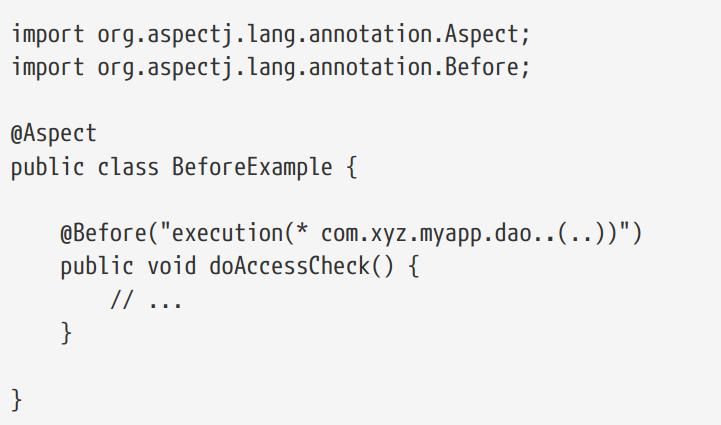 import org.aspectj.lang.annotation.Aspect;
import org.aspectj.lang.annotation.Before;
@Aspect
public class BeforeExample {
@Before("execution(* com.xyz.myapp.dao..(..))")
public void doAccessCheck() {
// ...
}
}